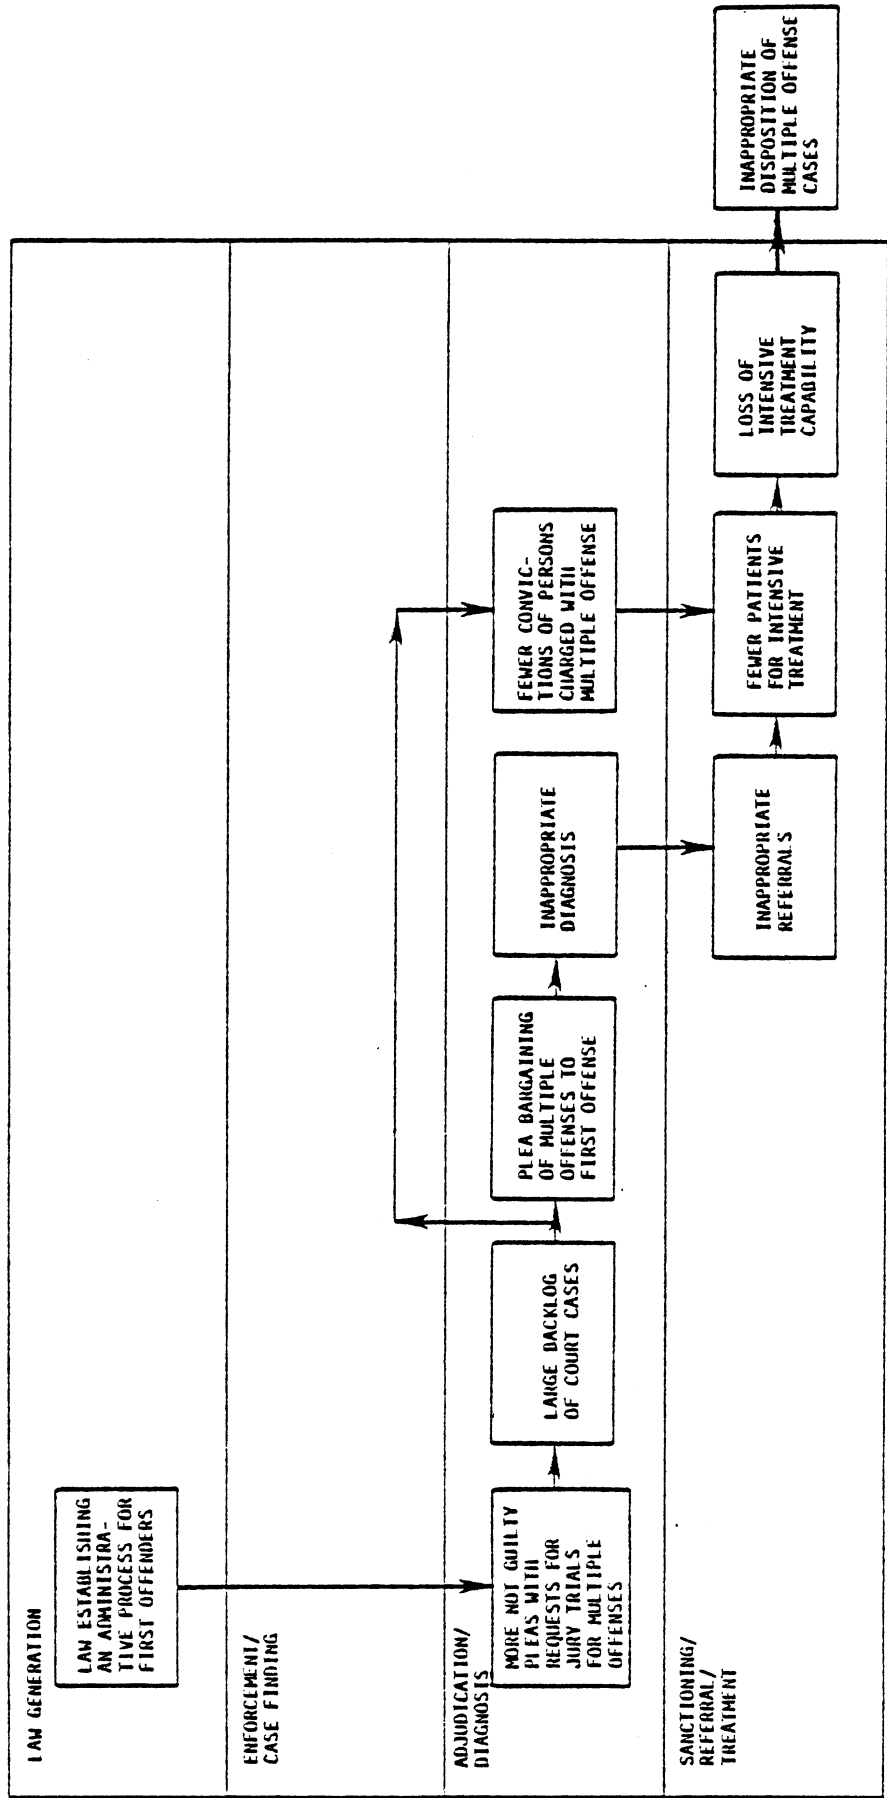 LAW GENERATION
LAW ESTABLISHING
AN ADMINISTRA-
TIVE PROCESS FOR
FIRST OFFENDERS
ENFORCEMENT/
CASE FINDING
ADJUDICATION/
DIAGNOSIS
MORE NOT GUILTY
PLEAS WITH
REQUESTS FOR
JURY TRIALS
FOR MULTIPLE
OFFENSES
LARGE BACKLOG
OF COURT CASES
PLEA BARGAINING
OF MULTIPLE
OFFENSES TO
FIRST OFFENSE
INAPPROPRIATE
DIAGNOSIS
FEWER CONVIC-
TIONS OF PERSONS
CHARGED WITH
MULTIPLE OFFENSE
SANCTIONING/
REFERRAL/
TREATMENT
INAPPROPRIATE
REFERRALS
FEWER PATIENTS
FOR INTENSIVE
TREATMENT
LOSS OF
INTENSIVE
TREATMENT
CAPABILITY
INAPPROPRIATE
DISPOSITION OF
MULTIPLE OFFENSE
CASES